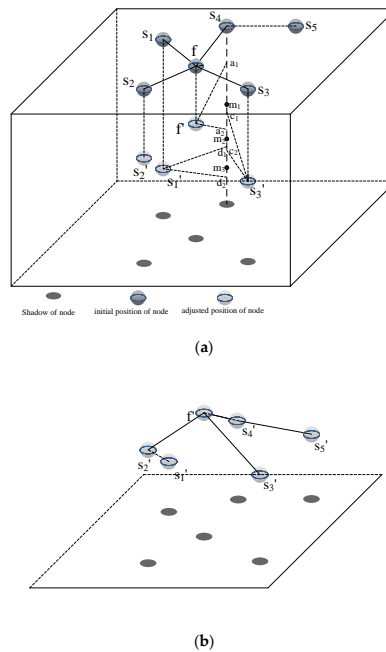 s4
s5
s1
f
a1
s2
s3
m1
c1
f'
a2
m2
d1
c2
s2'
s1'
m3
d2
s3'
Shadow of node
initial position of node
adjusted position of node
(a)
f'
s4'
s5'
s2'
s1'
s3'
(b)